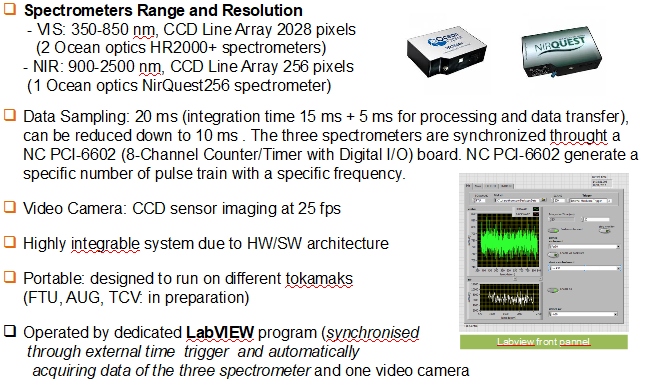 Spectrometers Range and Resolution
- VIS: 350-850 nm, CCD Line Array 2028 pixels
(2 Ocean optics HR2000+ spectrometers)
- NIR: 900-2500 nm, CCD Line Array 256 pixels
(1 Ocean optics NirQuest256 spectrometer)
NIRQUEST
Data Sampling: 20 ms (integration time 15 ms + 5 ms for processing and data transfer),
can be reduced down to 10 ms . The three spectrometers are synchronized throught a
NC PCI-6602 (8-Channel Counter/Timer with Digital I/O) board. NC PCI-6602 generate a
specific number of pulse train with a specific frequency.
Video Camera: CCD sensor imaging at 25 fps
Highly integrable system due to HW/SW architecture
Portable: designed to run on different tokamaks
(FTU, AUG, TCV: in preparation)
Operated by dedicated LabVIEW program (synchronised
through external time trigger and automatically
acquiring data of the three spectrometer and one video camera
Labview front pannel